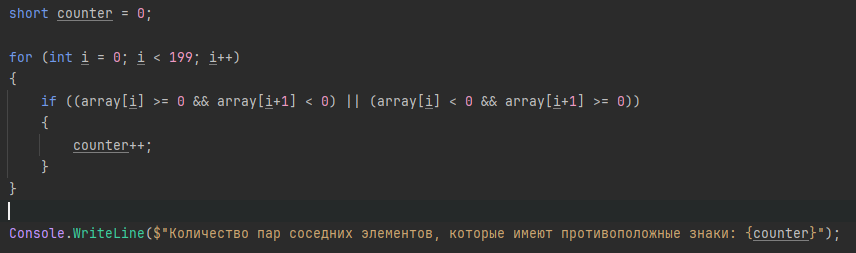 short counter = 0;
for (int i = 0; i < 199; i++)
{
if ((array[i] >= 0 && array[i+1] < 0) || (array[i] < 0 && array[i+1] >= 0))
{
counter++;
}
}
Console.WriteLine($"Количество пар соседних элементов, которые имеют противоположные знаки: {counter}");